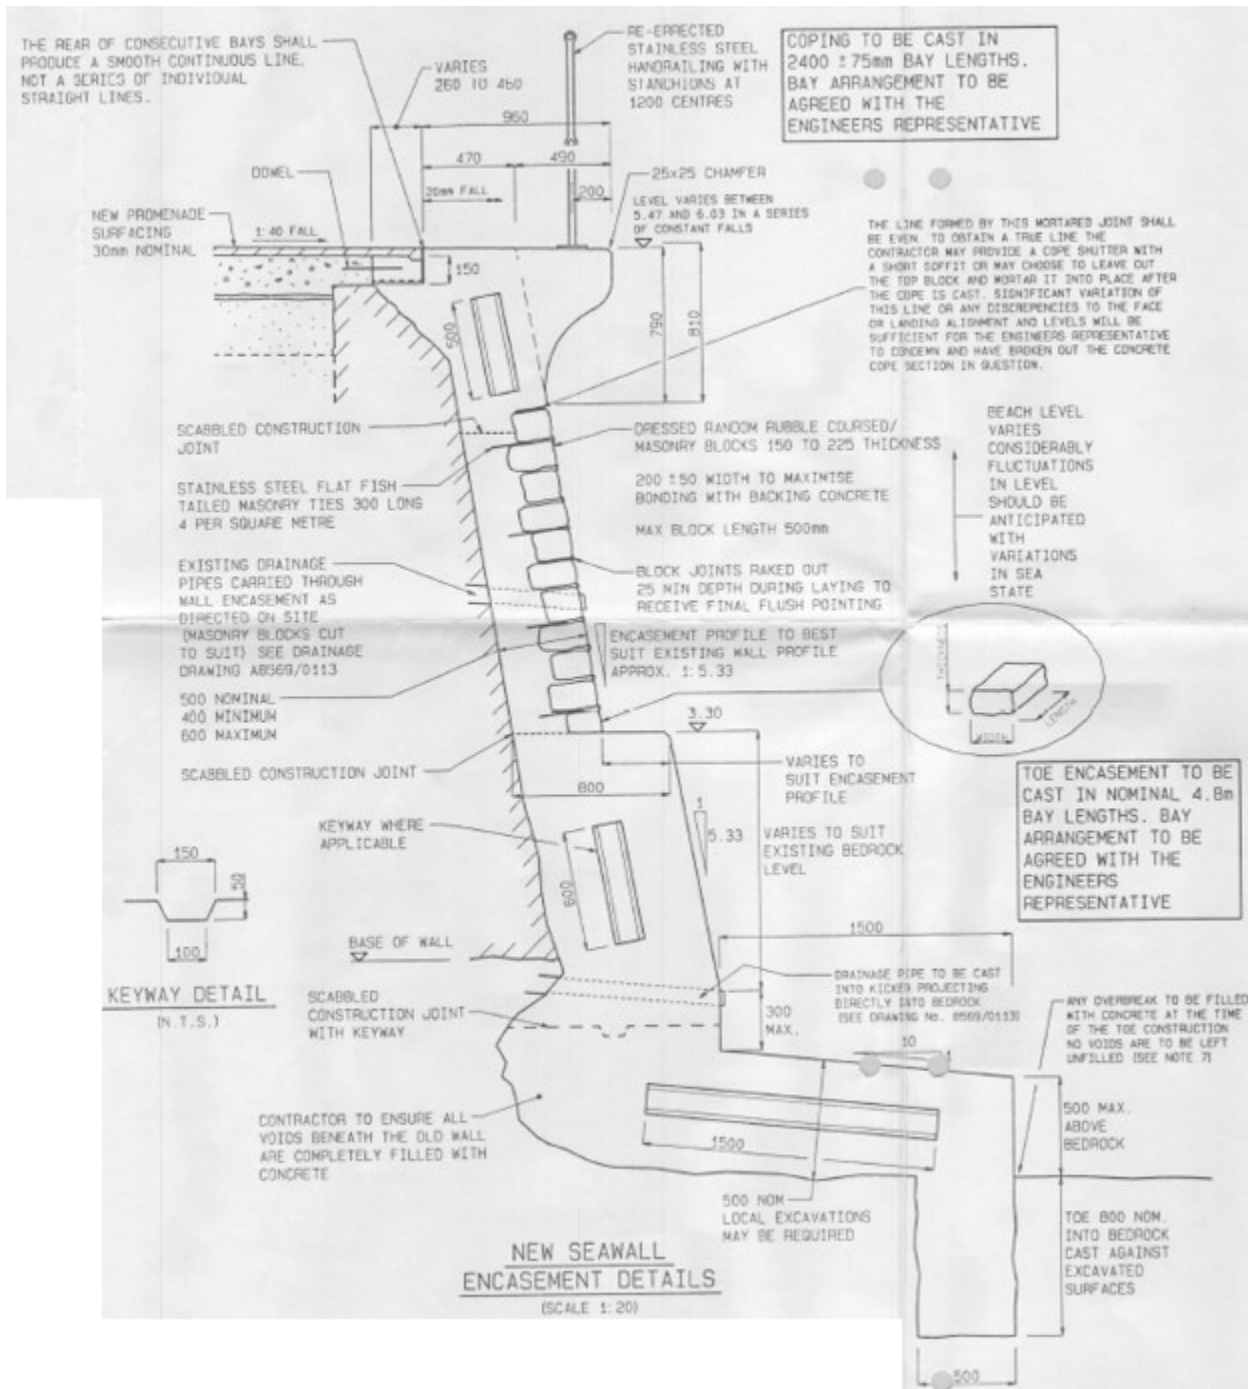 THE REAR OF CONSECUTIVE BAYS SHALL
PRODUCE A SMOOTH CONTINUOUS LINE,
NOT A SERIES OF INDIVIDUAL
STRAIGHT LINES.
VARIES
260 TO 460
RE-ERRECTED
STAINLESS STEEL
HANDRAILING WITH
STANCHIONS AT
1200 CENTRES
COPING TO BE CAST IN
2400 ±75mm BAY LENGTHS.
BAY ARRANGEMENT TO BE
AGREED WITH THE
ENGINEERS REPRESENTATIVE
960
470
490
DOWEL
20mm FALL
200
25x25 CHAMFER
LEVEL VARIES BETWEEN
5.47 AND 6.03 IN A SERIES
OF CONSTANT FALLS
NEW PROMENADE
SURFACING
30mm NOMINAL
1:40 FALL
150
500
790
810
THE LINE FORMED BY THIS MORTARED JOINT SHALL
BE EVEN. TO OBTAIN A TRUE LINE THE
CONTRACTOR MAY PROVIDE A COPE SHUTTER WITH
A SHORT SOFFIT OR MAY CHOOSE TO LEAVE OUT
THE TOP BLOCK AND MORTAR IT INTO PLACE AFTER
THE COPE IS CAST. SIGNIFICANT VARIATION OF
THIS LINE OR ANY DISCREPENCIES TO THE FACE
OR LANDING ALIGNMENT AND LEVELS WILL BE
SUFFICIENT FOR THE ENGINEERS REPRESENTATIVE
TO CONDEMN AND HAVE BROKEN OUT THE CONCRETE
COPE SECTION IN QUESTION.
SCABBLED CONSTRUCTION
JOINT
DRESSED RANDOM RUBBLE COURSED/
MASONRY BLOCKS 150 TO 225 THICKNESS
200 ±50 WIDTH TO MAXIMISE
BONDING WITH BACKING CONCRETE
MAX BLOCK LENGTH 500mm
BEACH LEVEL
VARIES
CONSIDERABLY
FLUCTUATIONS
IN LEVEL
SHOULD BE
ANTICIPATED
WITH
VARIATIONS
IN SEA
STATE
STAINLESS STEEL FLAT FISH
TAILED MASONRY TIES 300 LONG
4 PER SQUARE METRE
EXISTING DRAINAGE
PIPES CARRIED THROUGH
WALL ENCASEMENT AS
DIRECTED ON SITE
(MASONRY BLOCKS CUT
TO SUIT) SEE DRAINAGE
DRAWING A8569/0113
BLOCK JOINTS RAKED OUT
25 MIN DEPTH DURING LAYING TO
RECEIVE FINAL FLUSH POINTING
ENCASEMENT PROFILE TO BEST
SUIT EXISTING WALL PROFILE
APPROX. 1:5.33
THICKNESS
LENGTH
WIDTH
500 NOMINAL
400 MINIMUM
600 MAXIMUM
3.30
SCABBLED CONSTRUCTION JOINT
VARIES TO
SUIT ENCASEMENT
PROFILE
TOE ENCASEMENT TO BE
CAST IN NOMINAL 4.8m
BAY LENGTHS. BAY
ARRANGEMENT TO BE
AGREED WITH THE
ENGINEERS
REPRESENTATIVE
800
1
5.33
KEYWAY WHERE
APPLICABLE
VARIES TO SUIT
EXISTING BEDROCK
LEVEL
600
150
50
100
KEYWAY DETAIL
(N.T.S.)
BASE OF WALL
1500
DRAINAGE PIPE TO BE CAST
INTO KICKER PROJECTING
DIRECTLY INTO BEDROCK
(SEE DRAWING No. 8569/0113)
SCABBLED
CONSTRUCTION JOINT
WITH KEYWAY
300
MAX.
ANY OVERBREAK TO BE FILLED
WITH CONCRETE AT THE TIME
OF THE TOE CONSTRUCTION
NO VOIDS ARE TO BE LEFT
UNFILLED (SEE NOTE 7)
10
CONTRACTOR TO ENSURE ALL
VOIDS BENEATH THE OLD WALL
ARE COMPLETELY FILLED WITH
CONCRETE
1500
500 MAX.
ABOVE
BEDROCK
500 NOM
LOCAL EXCAVATIONS
MAY BE REQUIRED
TOE 800 NOM.
INTO BEDROCK
CAST AGAINST
EXCAVATED
SURFACES
NEW SEAWALL
ENCASEMENT DETAILS
(SCALE 1:20)
500